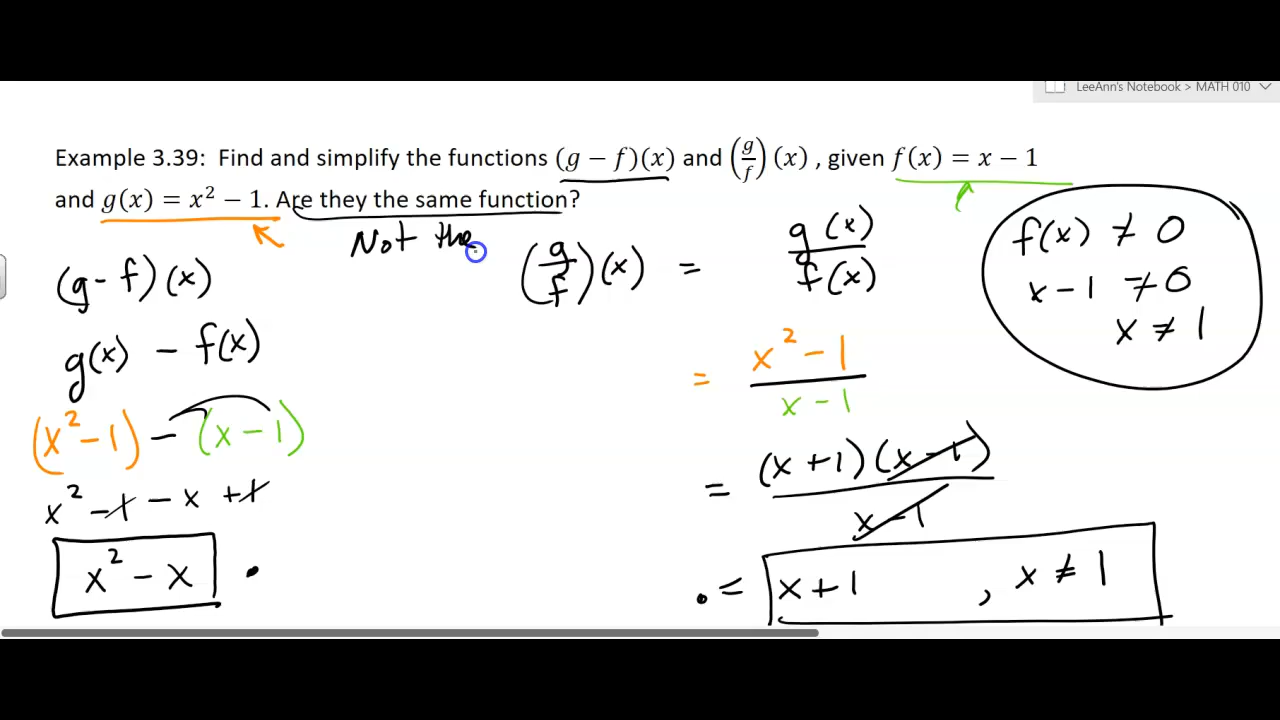 LeeAnn's Notebook > MATH 010
Example 3.39: Find and simplify the functions (g − f)(x) and (g/f)(x), given f(x) = x − 1
and g(x) = x² − 1. Are they the same function?
Not the
(g-f)(x)
g(x) - f(x)
(x²-1) - (x-1)
x² -1 - x +1
x² - x .
(g/f)(x) = g(x)/f(x)
= x²-1/x-1
= (x+1)(x-1)/x-1
. = x+1 , x ≠ 1
f(x) ≠ 0
x-1 ≠ 0
x ≠ 1